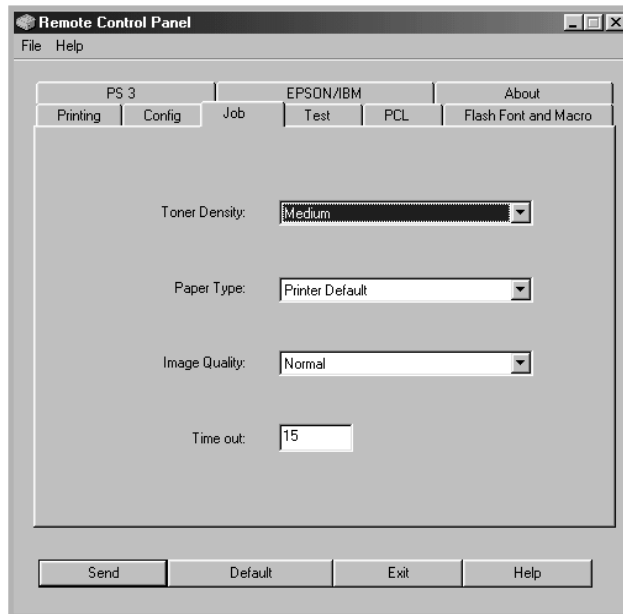 Remote Control Panel
File Help
PS 3 EPSON/IBM About
Printing Config Job Test PCL Flash Font and Macro
Toner Density: Medium
Paper Type: Printer Default
Image Quality: Normal
Time out: 15
Send Default Exit Help